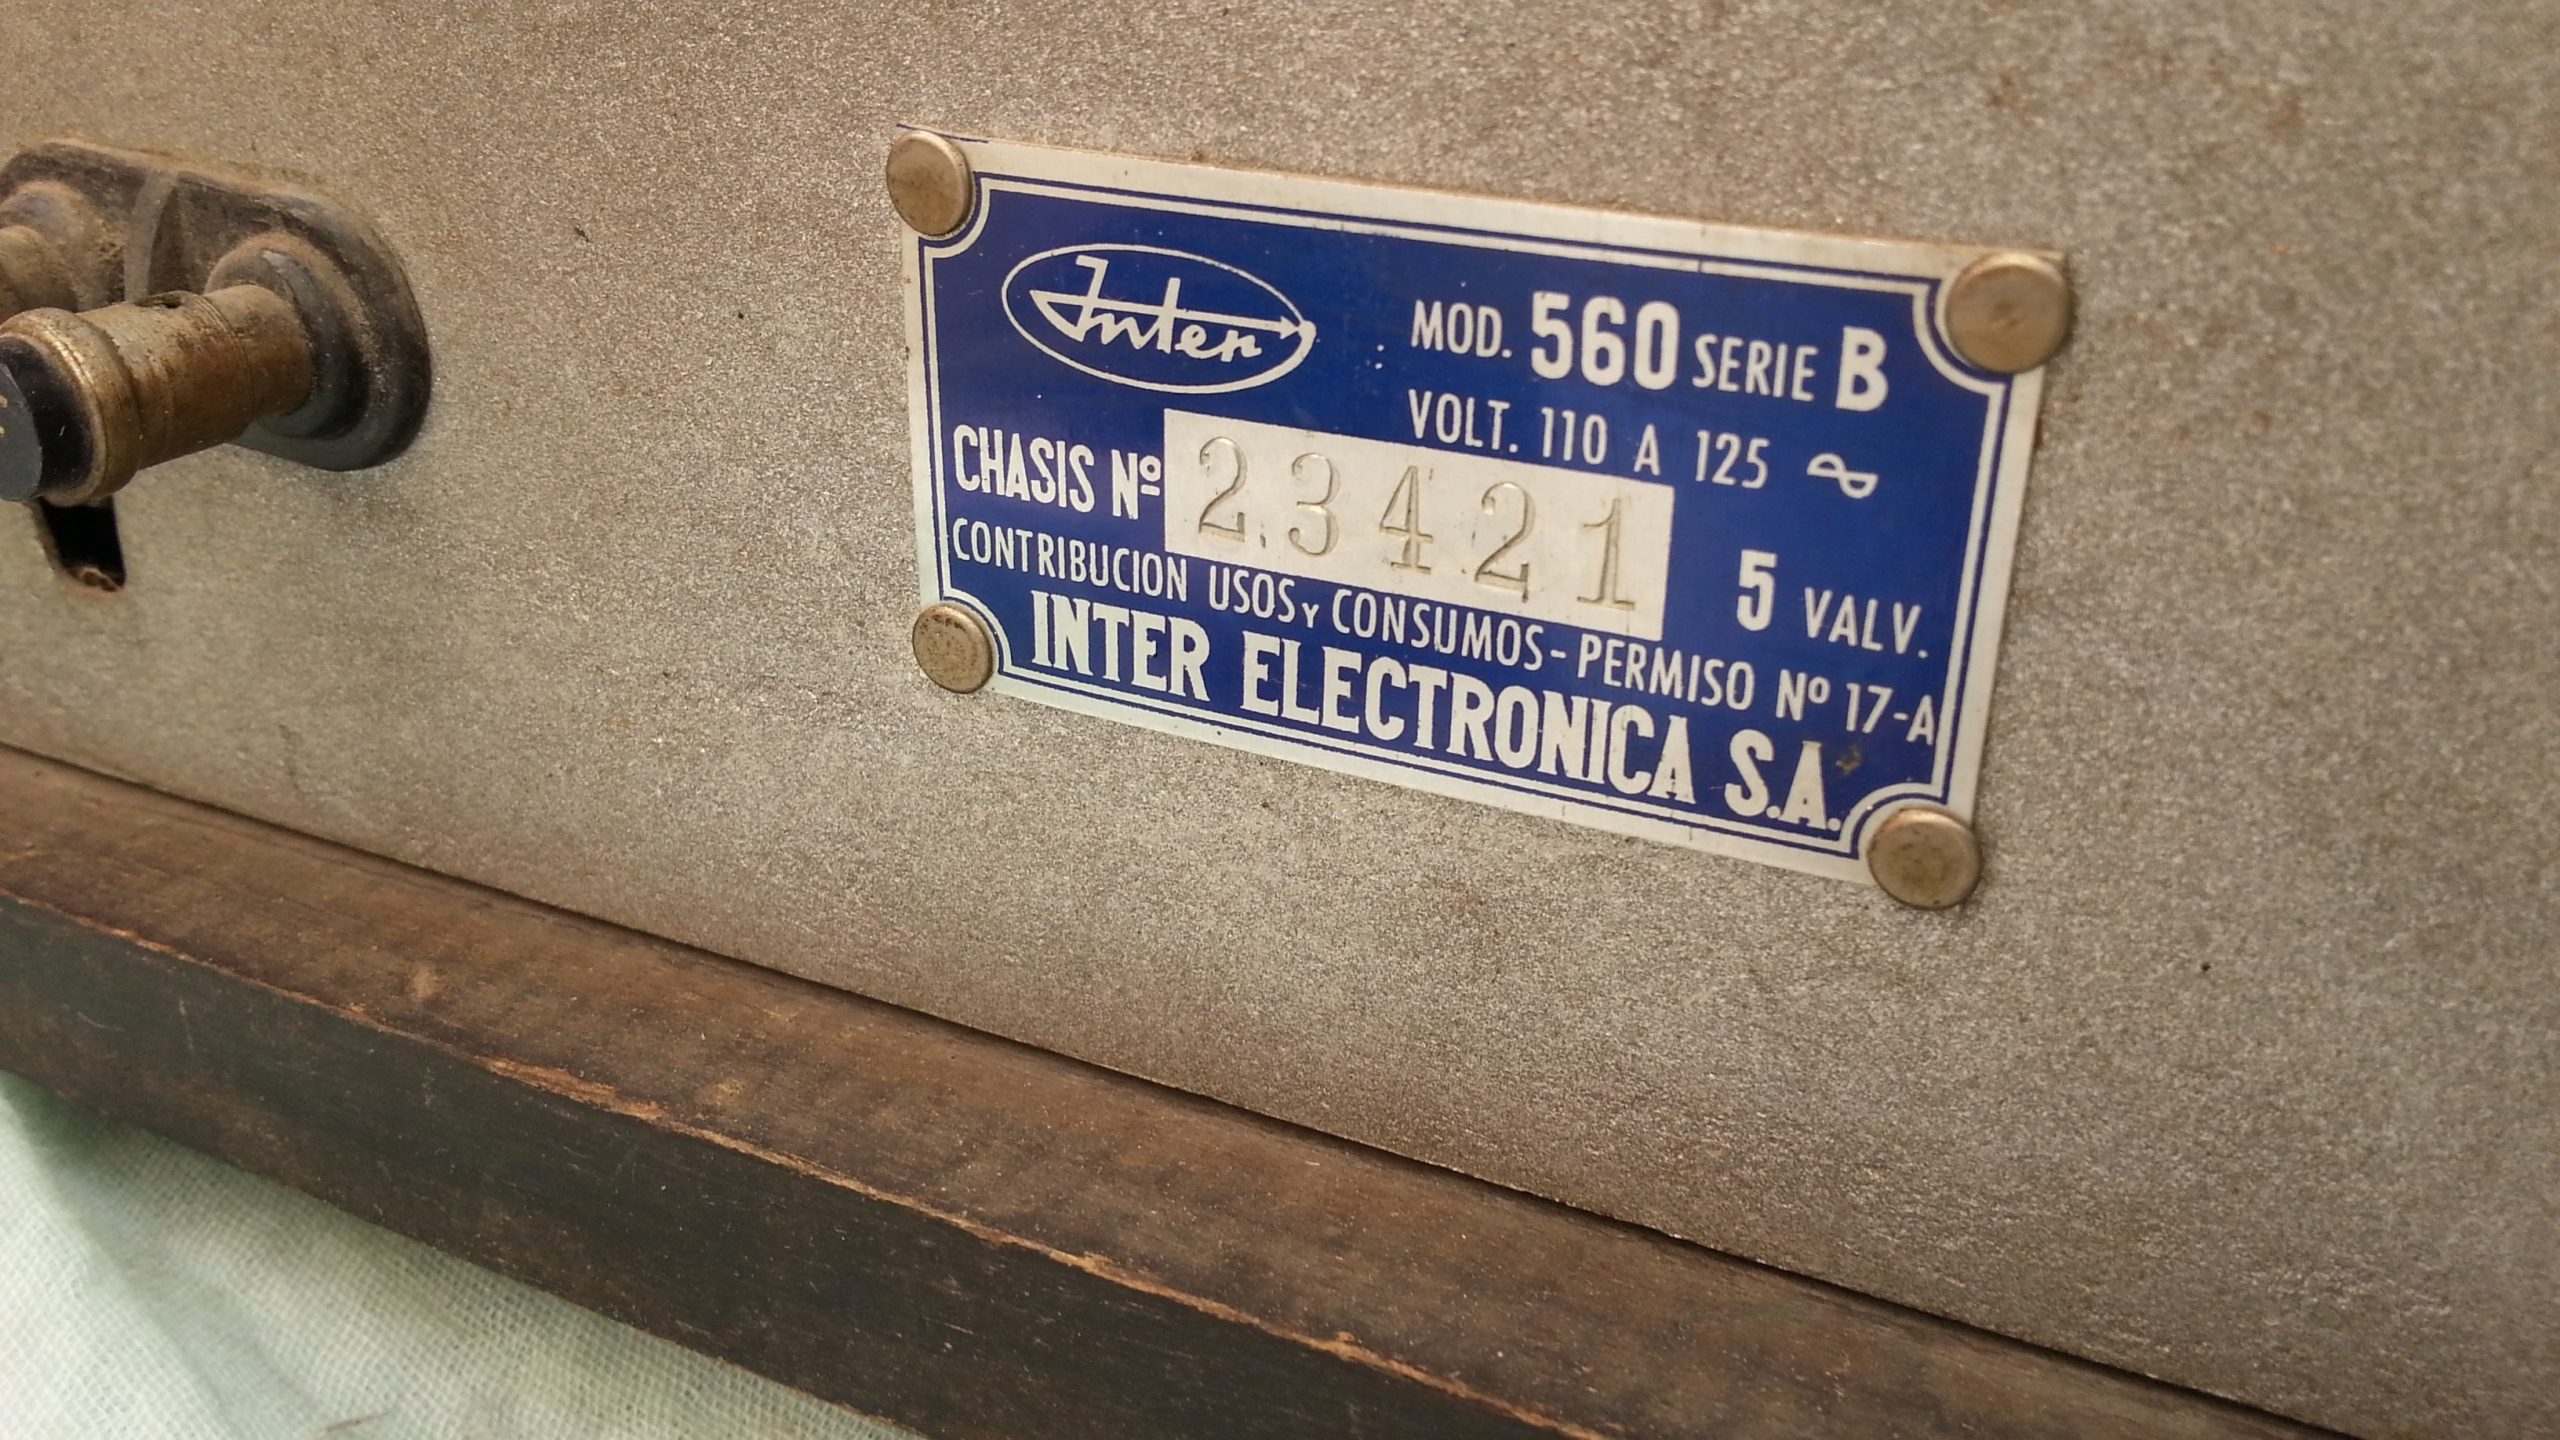 Inter
MOD. 560 SERIE B
VOLT. 110 A 125
CHASIS Nº 23421
5 VALV.
CONTRIBUCION USOS Y CONSUMOS - PERMISO Nº 17-A
INTER ELECTRONICA S.A.